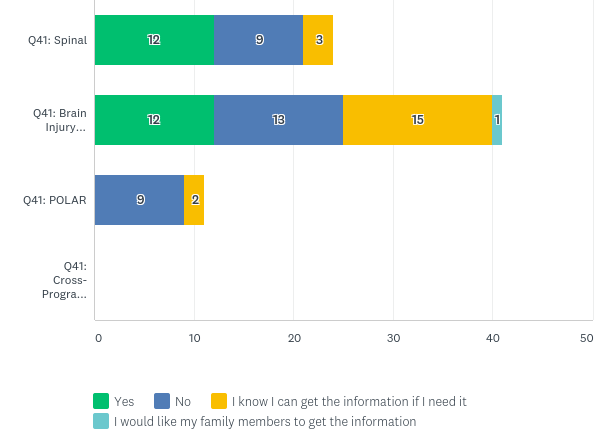 Q41: Spinal
12 9 3
Q41: Brain
Injury...
12 13 15 1
Q41: POLAR
9 2
Q41:
Cross-
Progra...
0 10 20 30 40 50
Yes No I know I can get the information if I need it
I would like my family members to get the information